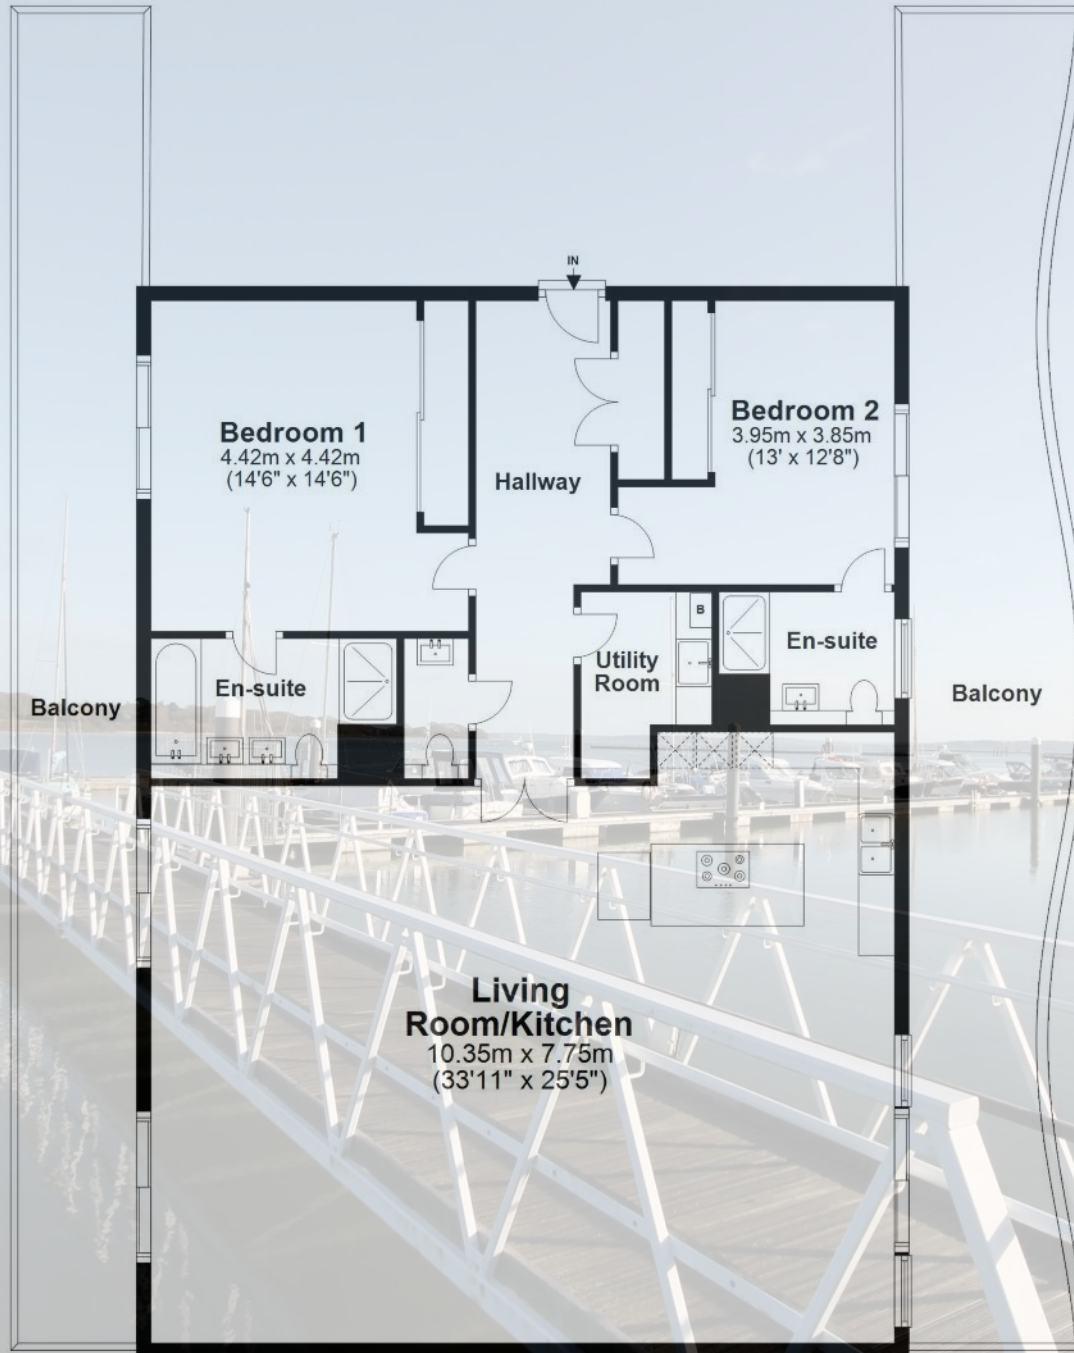 IN
Bedroom 1
4.42m x 4.42m
(14'6" x 14'6")
Bedroom 2
3.95m x 3.85m
(13' x 12'8")
Hallway
B
Utility
Room
En-suite
En-suite
Balcony
Balcony
Living
Room/Kitchen
10.35m x 7.75m
(33'11" x 25'5")